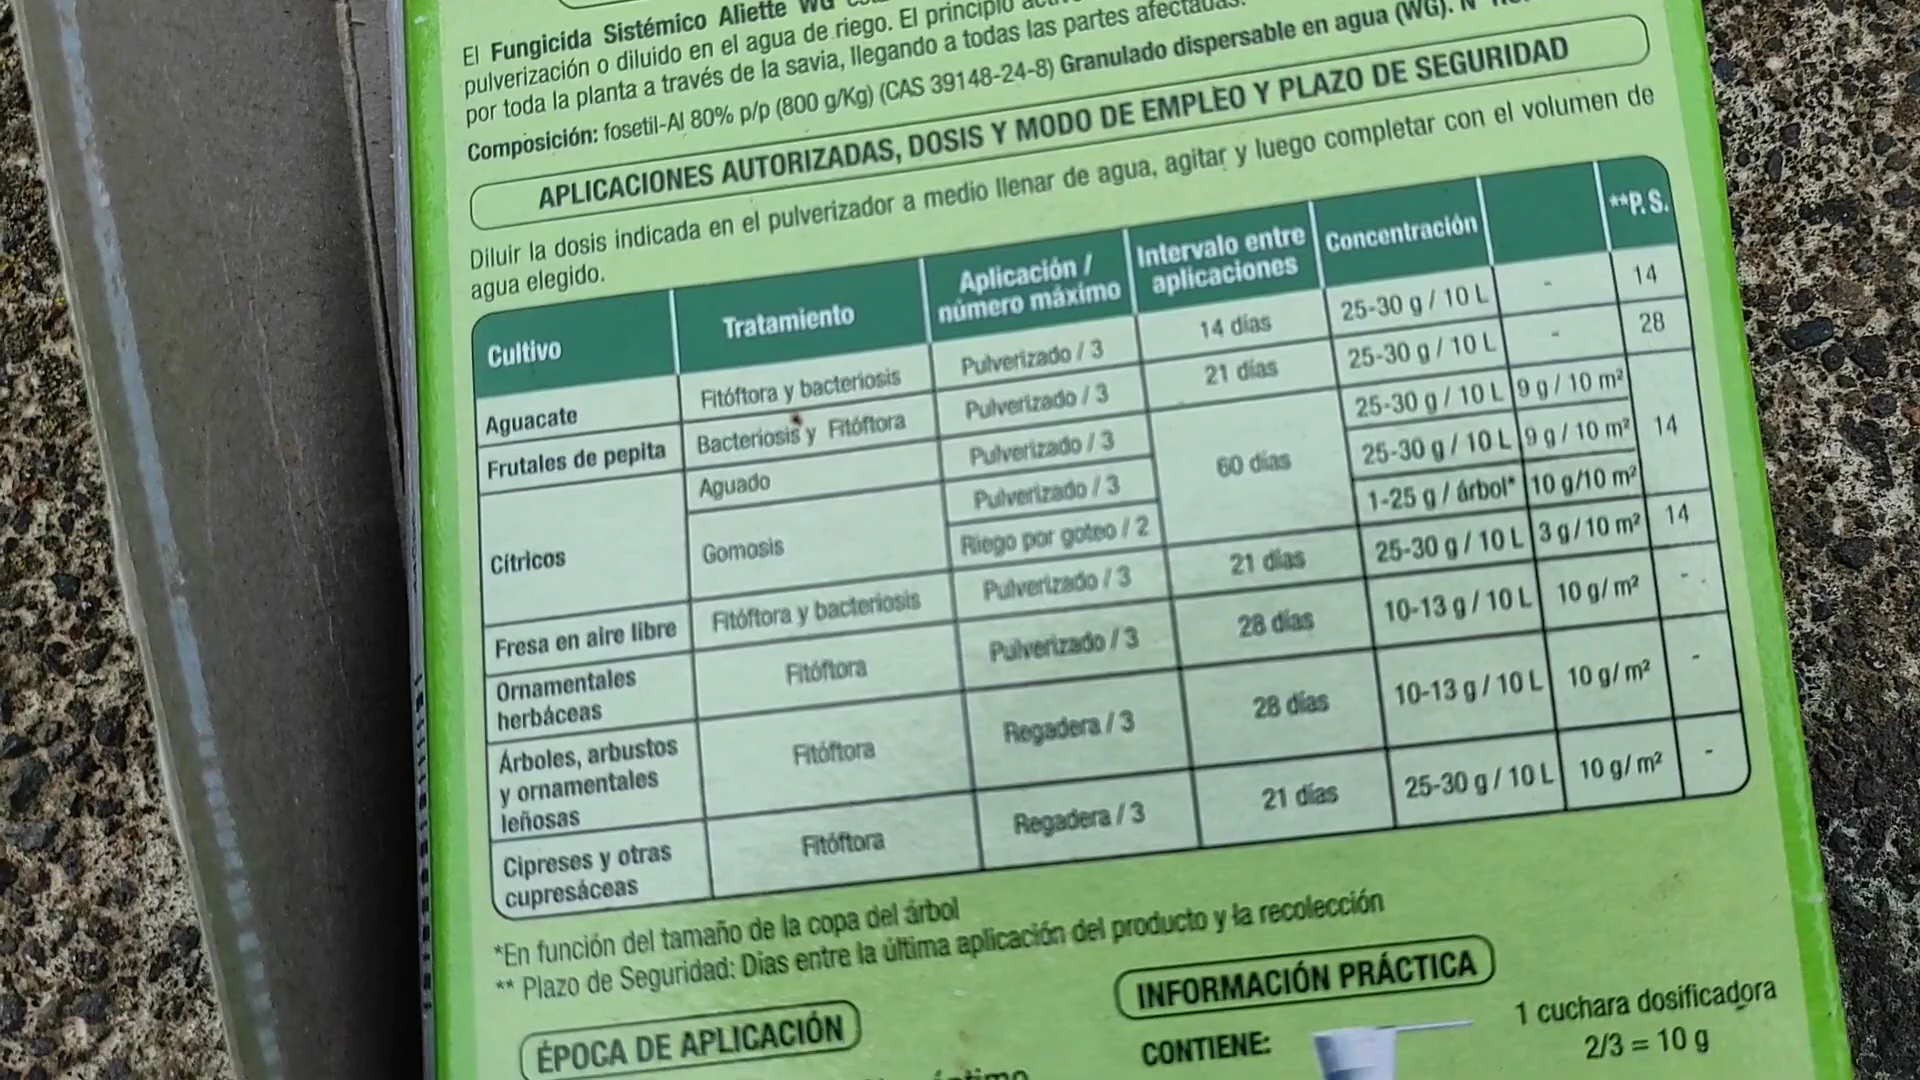 El Fungicida Sistémico Aliette WG
pulverización o diluido en el agua de riego. El principio
por toda la planta a través de la savia, llegando a todas las partes afectadas.
Composición: fosetil-Al 80% p/p (800 g/Kg) (CAS 39148-24-8) Granulado dispersable en agua (WG).
APLICACIONES AUTORIZADAS, DOSIS Y MODO DE EMPLEO Y PLAZO DE SEGURIDAD
Diluir la dosis indicada en el pulverizador a medio llenar de agua, agitar y luego completar con el volumen de
agua elegido.
Cultivo Tratamiento Aplicación / número máximo Intervalo entre aplicaciones Concentración **P. S.
Aguacate Fitóftora y bacteriosis Pulverizado / 3 14 días 25-30 g / 10 L - 14
Frutales de pepita Bacteriosis y Fitóftora Pulverizado / 3 21 días 25-30 g / 10 L - 28
Cítricos Aguado Pulverizado / 3 60 días 25-30 g / 10 L 9 g / 10 m² 14
Gomosis Pulverizado / 3 25-30 g / 10 L 9 g / 10 m²
Riego por goteo / 2 1-25 g / árbol* 10 g/10 m²
Fresa en aire libre Fitóftora y bacteriosis Pulverizado / 3 21 días 25-30 g / 10 L 3 g / 10 m² 14
Ornamentales herbáceas Fitóftora Pulverizado / 3 28 días 10-13 g / 10 L 10 g/ m² -
Árboles, arbustos y ornamentales leñosas Fitóftora Regadera / 3 28 días 10-13 g / 10 L 10 g/ m² -
Cipreses y otras cupresáceas Fitóftora Regadera / 3 21 días 25-30 g / 10 L 10 g/ m² -
*En función del tamaño de la copa del árbol
** Plazo de Seguridad: Días entre la última aplicación del producto y la recolección
ÉPOCA DE APLICACIÓN
INFORMACIÓN PRÁCTICA
CONTIENE:
1 cuchara dosificadora
2/3 = 10 g